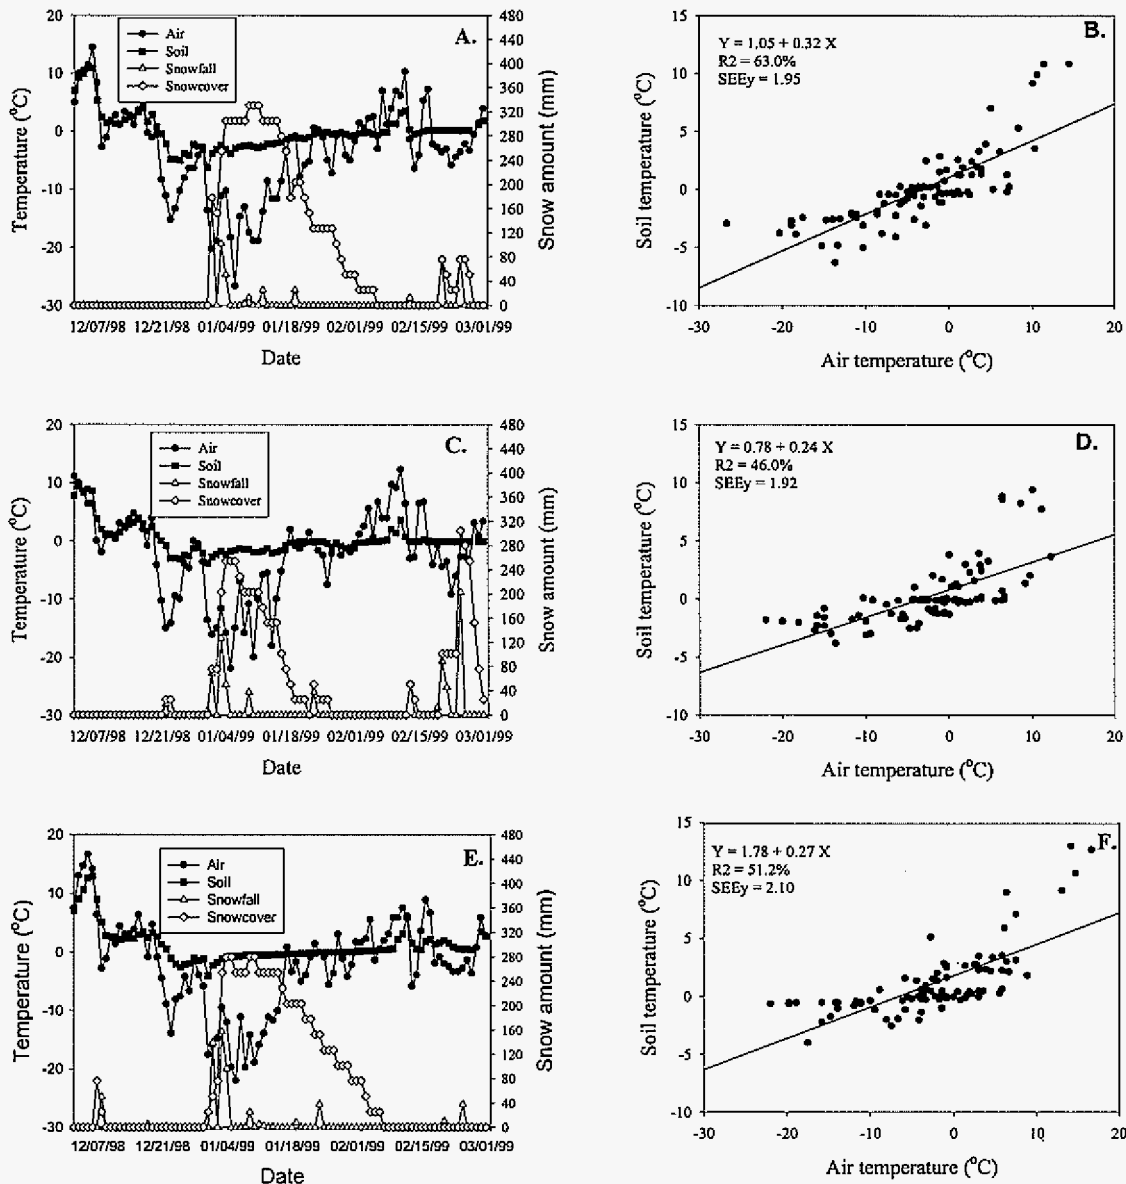 A.
Air
Soil
Snowfall
Snowcover
20
10
0
-10
-20
-30
Temperature (°C)
480
440
400
360
320
280
240
200
160
120
80
40
0
Snow amount (mm)
12/07/98 12/21/98 01/04/99 01/18/99 02/01/99 02/15/99 03/01/99
Date
B.
Y = 1.05 + 0.32 X
R2 = 63.0%
SEEy = 1.95
15
10
5
0
-5
-10
Soil temperature (°C)
-30 -20 -10 0 10 20
Air temperature (°C)
C.
Air
Soil
Snowfall
Snowcover
20
10
0
-10
-20
-30
Temperature (°C)
480
440
400
360
320
280
240
200
160
120
80
40
0
Snow amount (mm)
12/07/98 12/21/98 01/04/99 01/18/99 02/01/99 02/15/99 03/01/99
Date
D.
Y = 0.78 + 0.24 X
R2 = 46.0%
SEEy = 1.92
15
10
5
0
-5
-10
Soil temperature (°C)
-30 -20 -10 0 10 20
Air temperature (°C)
E.
Air
Soil
Snowfall
Snowcover
20
10
0
-10
-20
-30
Temperature (°C)
480
440
400
360
320
280
240
200
160
120
80
40
0
Snow amount (mm)
12/07/98 12/21/98 01/04/99 01/18/99 02/01/99 02/15/99 03/01/99
Date
F.
Y = 1.78 + 0.27 X
R2 = 51.2%
SEEy = 2.10
15
10
5
0
-5
-10
Soil temperature (°C)
-30 -20 -10 0 10 20
Air temperature (°C)